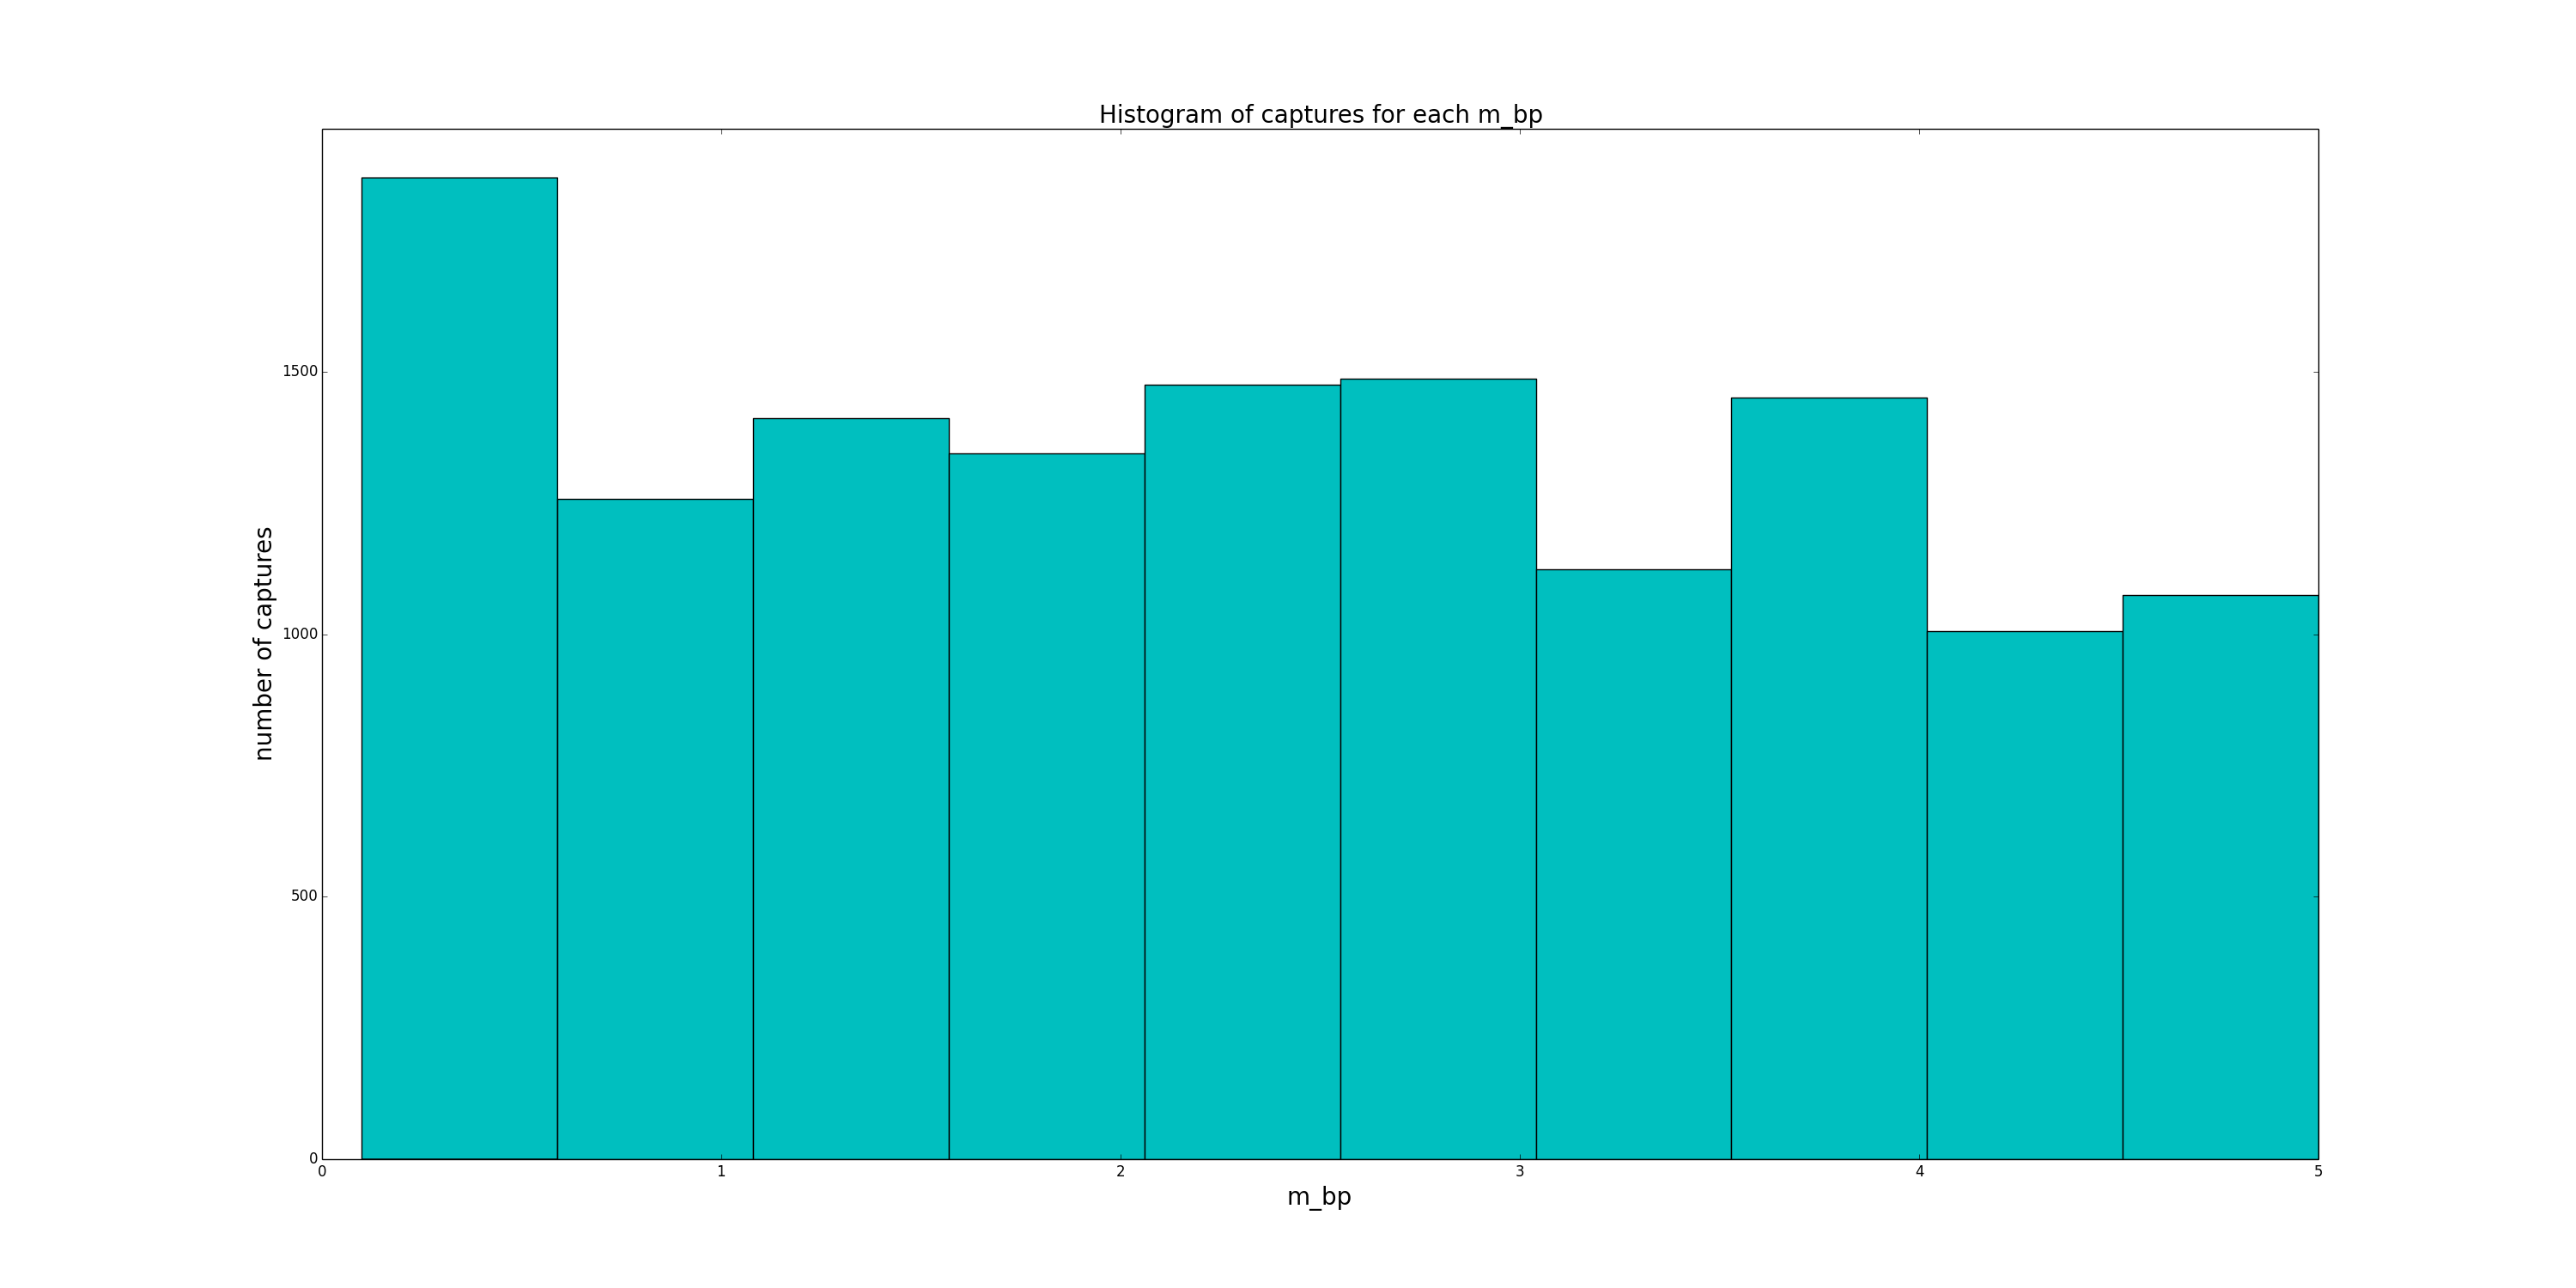 Histogram of captures for each m_bp
number of captures
1500
1000
500
0
0 1 2 3 4 5
m_bp